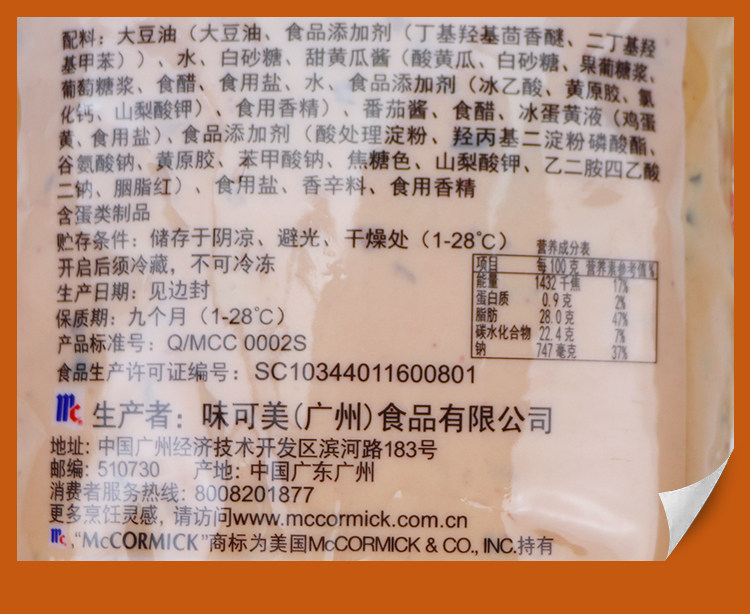 配料：大豆油（大豆油、食品添加剂（丁基羟基茴香醚、二丁基羟
基甲苯））、水、白砂糖、甜黄瓜酱（酸黄瓜、白砂糖、果葡糖浆、
葡萄糖浆、食醋、食用盐、水、食品添加剂（冰乙酸、黄原胶、氯
化钙、山梨酸钾）、食用香精）、番茄酱、食醋、冰蛋黄液（鸡蛋
黄、食用盐）、食品添加剂（酸处理淀粉、羟丙基二淀粉磷酸酯、
谷氨酸钠、黄原胶、苯甲酸钠、焦糖色、山梨酸钾、乙二胺四乙酸
二钠、胭脂红）、食用盐、香辛料、食用香精
含蛋类制品
贮存条件：储存于阴凉、避光、干燥处（1-28℃）
开启后须冷藏，不可冷冻
生产日期：见边封
保质期：九个月（1-28℃）
产品标准号：Q/MCC 0002S
食品生产许可证编号：SC10344011600801
营养成分表
项目 每100克 营养素参考值%
能量 1432千焦 17%
蛋白质 0.9克 2%
脂肪 28.0克 47%
碳水化合物 22.4克 7%
钠 747毫克 37%
Mc 生产者：味可美(广州)食品有限公司
地址：中国广州经济技术开发区滨河路183号
邮编：510730 产地：中国广东广州
消费者服务热线：8008201877
更多烹饪灵感，请访问www.mccormick.com.cn
Mc,“McCORMICK”商标为美国McCORMICK & CO., INC.持有